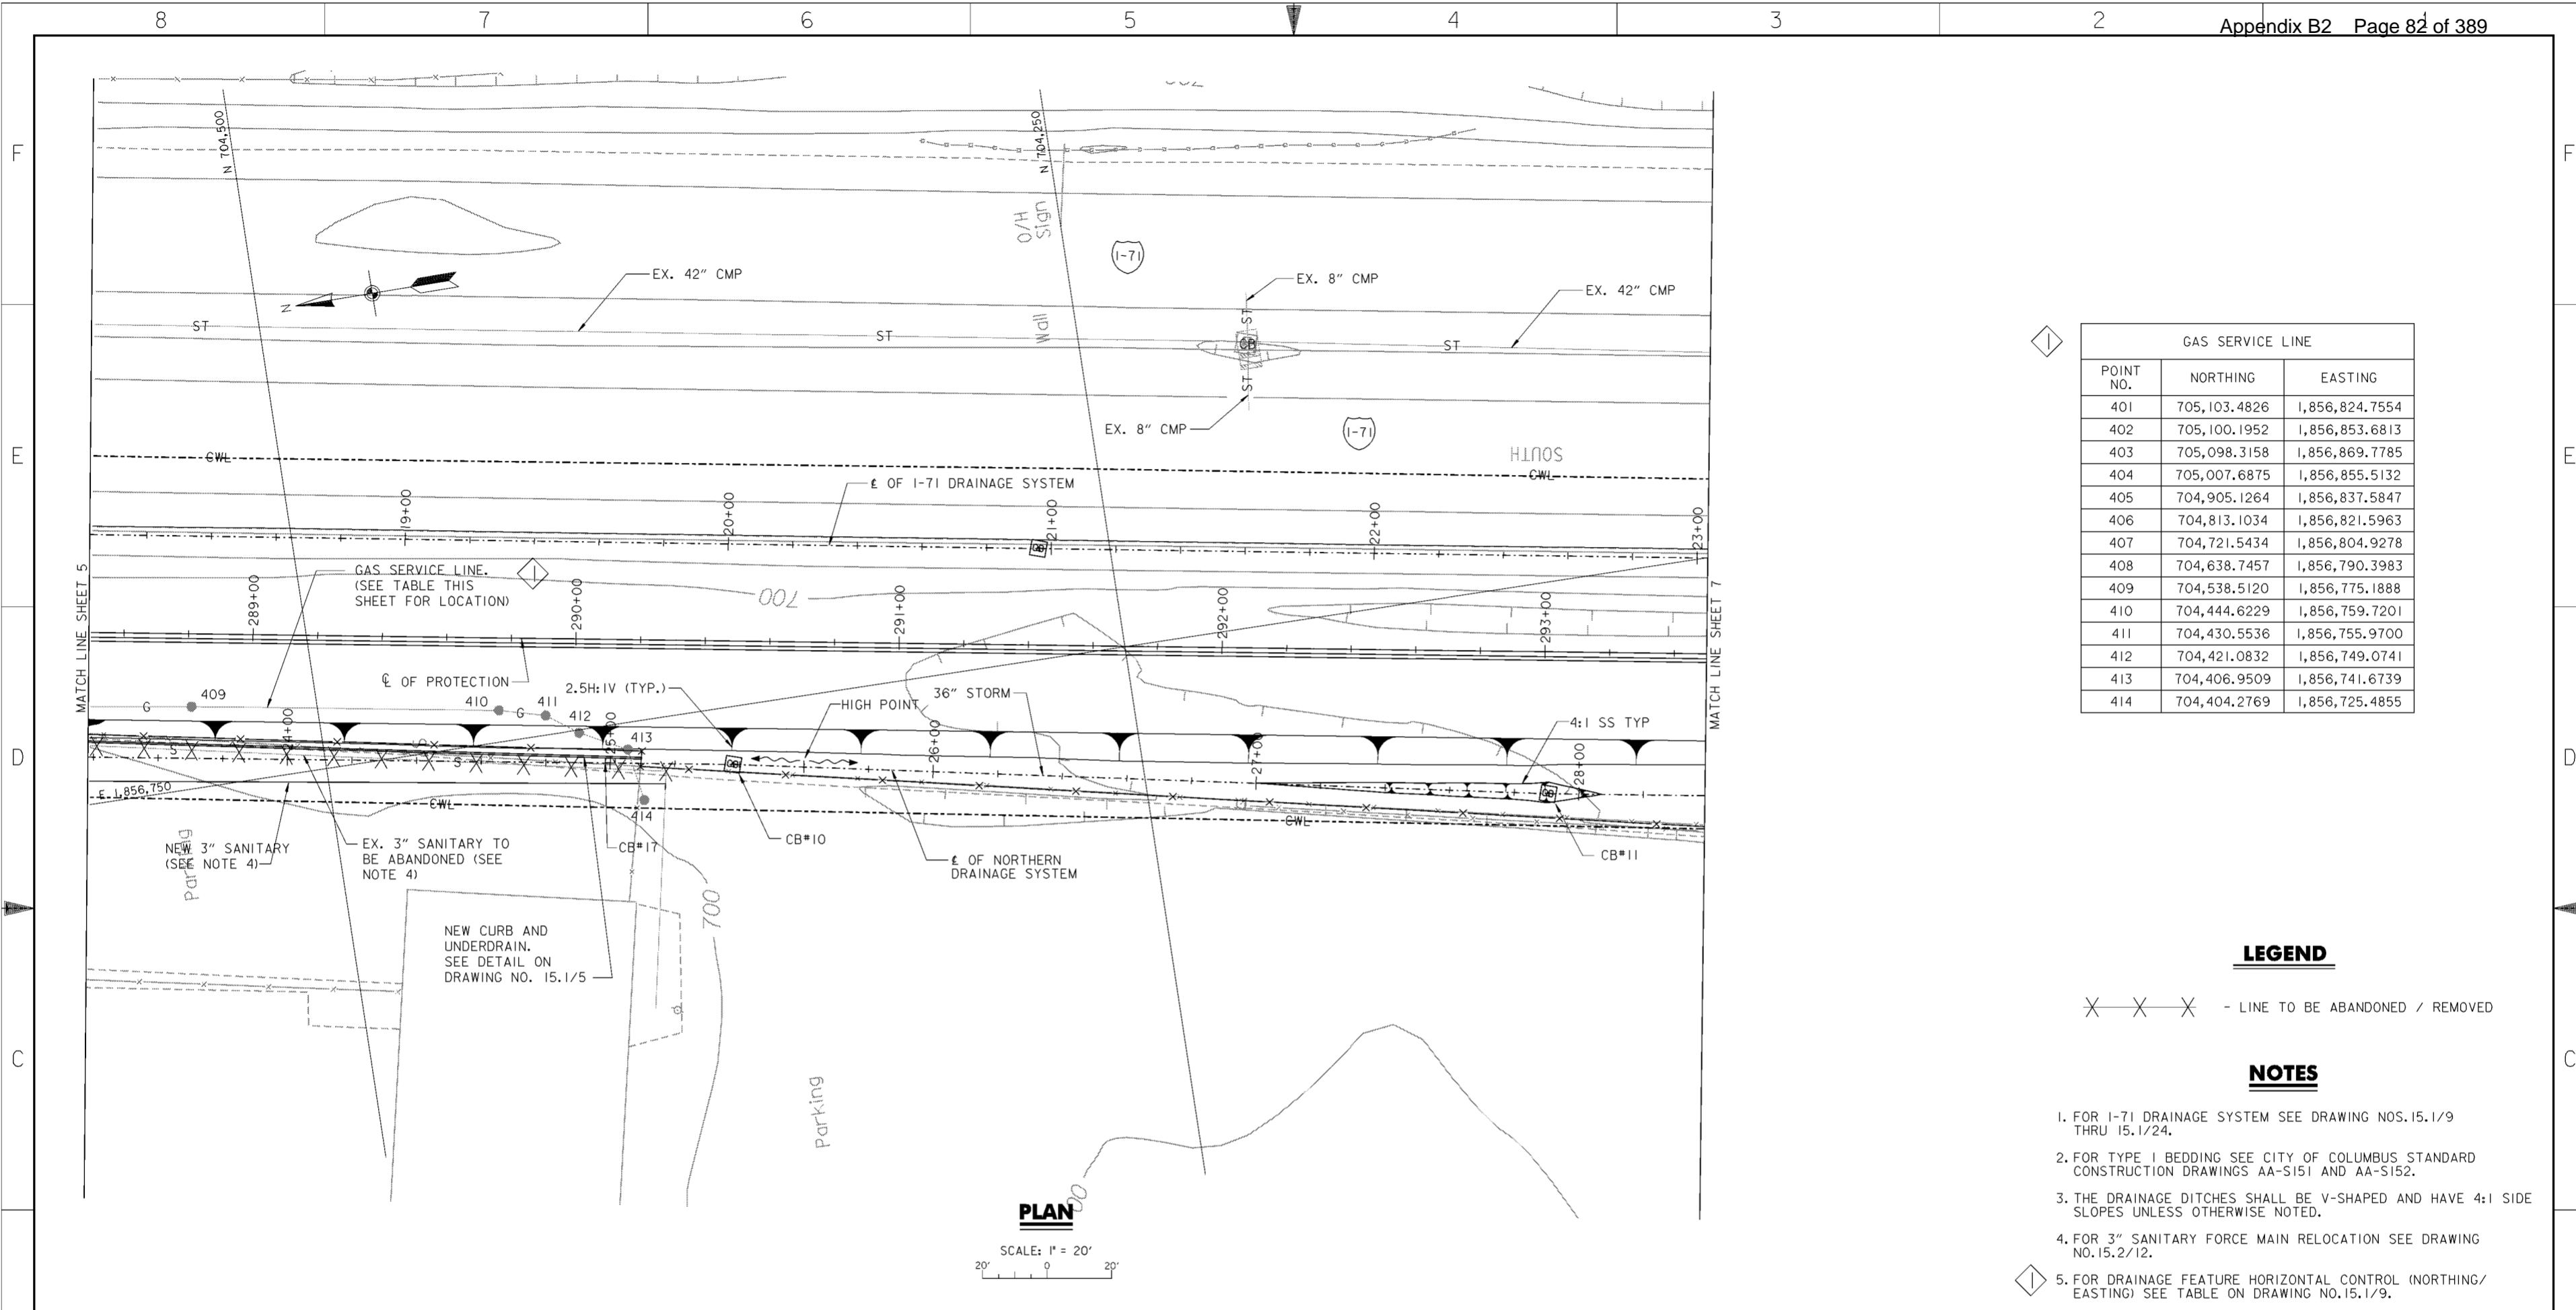 8 7 6 5 4 3 2 1
Appendix B2 Page 82 of 389
F F
E E
D D
C C
N 704,500
N 704,250
O/H
Sign
Wall
I-71
EX. 42" CMP
EX. 8" CMP
EX. 42" CMP
N
ST ST ST
ST
CB
ST
EX. 8" CMP
I-71
SOUTH
CWL CWL
₵ OF I-71 DRAINAGE SYSTEM
19+00 20+00 21+00 22+00 23+00
CB
MATCH LINE SHEET 5
MATCH LINE SHEET 7
GAS SERVICE LINE.
(SEE TABLE THIS
SHEET FOR LOCATION)
1
700
289+00 290+00 291+00 292+00 293+00
₵ OF PROTECTION
2.5H:1V (TYP.)
36" STORM
HIGH POINT
4:1 SS TYP
G 409 410 G 411 412 413 414
24+00 25+00 26+00 27+00 28+00
S S S
CB CB
E 1,856,750
CWL CWL
NEW 3" SANITARY
(SEE NOTE 4)
Parking
EX. 3" SANITARY TO
BE ABANDONED (SEE
NOTE 4)
CB#17
CB#10
₵ OF NORTHERN
DRAINAGE SYSTEM
CB#11
NEW CURB AND
UNDERDRAIN.
SEE DETAIL ON
DRAWING NO. 15.1/5
700
Parking
00
PLAN
SCALE: 1" = 20'
20' 0 20'
1
GAS SERVICE LINE
POINT
NO. NORTHING EASTING
401 705,103.4826 1,856,824.7554
402 705,100.1952 1,856,853.6813
403 705,098.3158 1,856,869.7785
404 705,007.6875 1,856,855.5132
405 704,905.1264 1,856,837.5847
406 704,813.1034 1,856,821.5963
407 704,721.5434 1,856,804.9278
408 704,638.7457 1,856,790.3983
409 704,538.5120 1,856,775.1888
410 704,444.6229 1,856,759.7201
411 704,430.5536 1,856,755.9700
412 704,421.0832 1,856,749.0741
413 704,406.9509 1,856,741.6739
414 704,404.2769 1,856,725.4855
LEGEND
- LINE TO BE ABANDONED / REMOVED
NOTES
1. FOR I-71 DRAINAGE SYSTEM SEE DRAWING NOS.15.1/9
THRU 15.1/24.
2. FOR TYPE 1 BEDDING SEE CITY OF COLUMBUS STANDARD
CONSTRUCTION DRAWINGS AA-S151 AND AA-S152.
3. THE DRAINAGE DITCHES SHALL BE V-SHAPED AND HAVE 4:1 SIDE
SLOPES UNLESS OTHERWISE NOTED.
4. FOR 3" SANITARY FORCE MAIN RELOCATION SEE DRAWING
NO.15.2/12.
1
5. FOR DRAINAGE FEATURE HORIZONTAL CONTROL (NORTHING/
EASTING) SEE TABLE ON DRAWING NO.15.1/9.